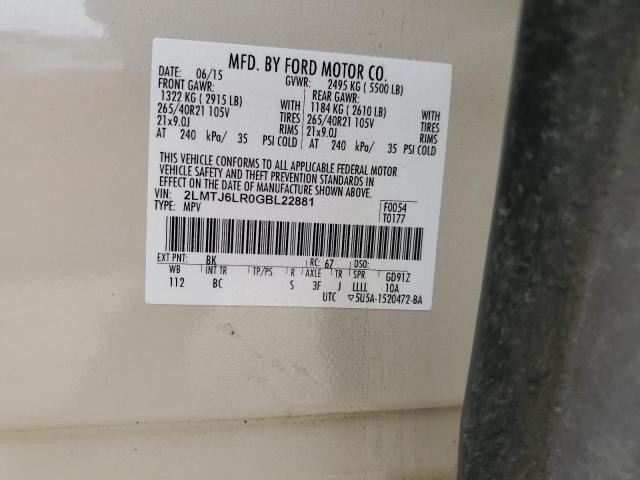 MFD. BY FORD MOTOR CO.
DATE: 06/15 GVWR: 2495 KG ( 5500 LB)
FRONT GAWR: REAR GAWR:
1322 KG ( 2915 LB) WITH 1184 KG ( 2610 LB) WITH
265/40R21 105V TIRES 265/40R21 105V TIRES
21x9.0J RIMS 21x9.0J RIMS
AT 240 kPa/ 35 PSI COLD AT 240 kPa/ 35 PSI COLD
THIS VEHICLE CONFORMS TO ALL APPLICABLE FEDERAL MOTOR
VEHICLE SAFETY AND THEFT PREVENTION STANDARDS IN
EFFECT ON THE DATE OF MANUFACTURE SHOWN ABOVE.
VIN: 2LMTJ6LR0GBL22881 F0054
TYPE: MPV T0177
EXT PNT: BK RC: 67 DSO:
WB INT TR TP/PS R AXLE TR SPR GD91Z
112 BC S 3F J LLLL 10A
UTC ▽5U5A-1520472-BA